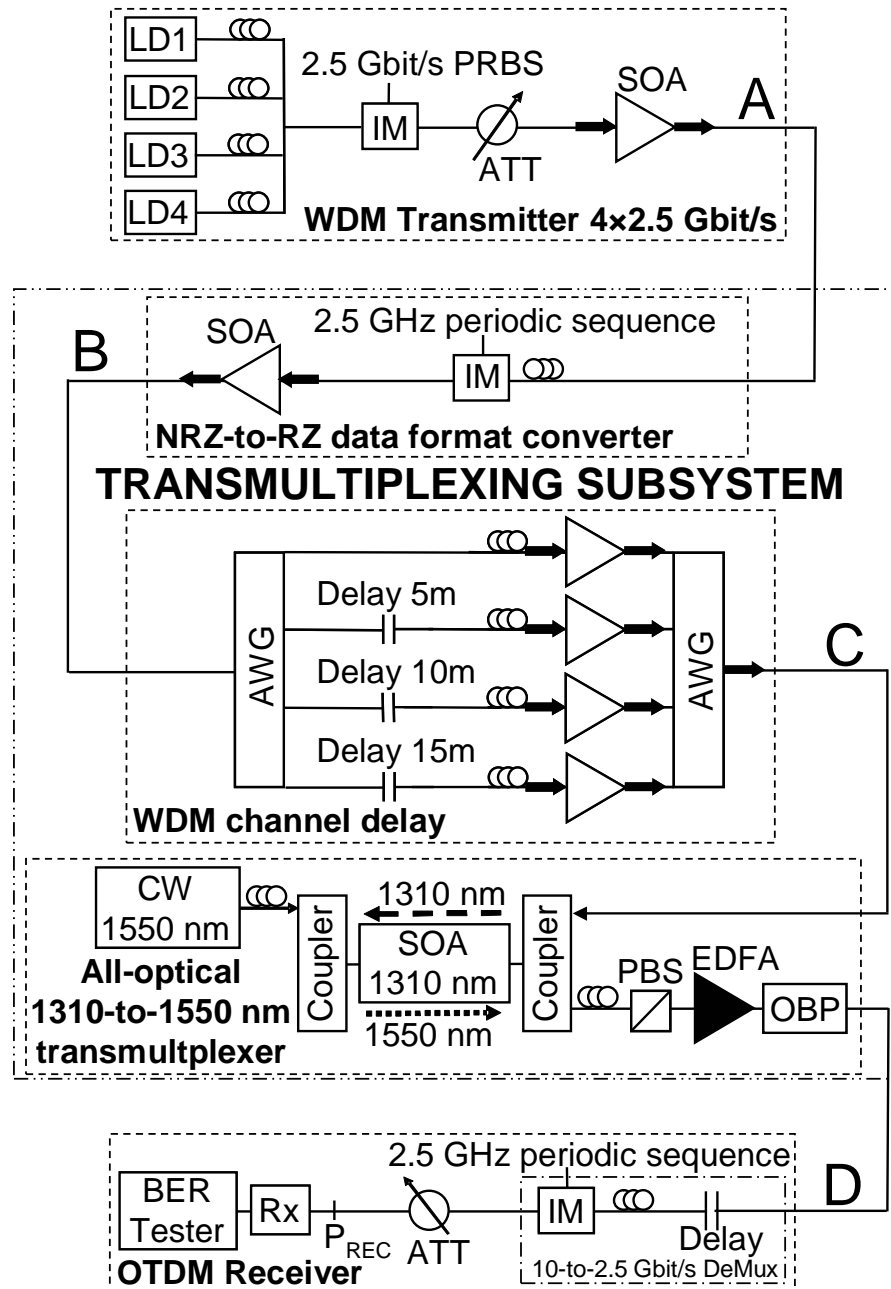 LD1
LD2
LD3
LD4
2.5 Gbit/s PRBS
IM
ATT
SOA
A
WDM Transmitter 4×2.5 Gbit/s
B
SOA
2.5 GHz periodic sequence
IM
NRZ-to-RZ data format converter
TRANSMULTIPLEXING SUBSYSTEM
AWG
Delay 5m
Delay 10m
Delay 15m
AWG
C
WDM channel delay
CW
1550 nm
Coupler
1310 nm
SOA
1310 nm
1550 nm
Coupler
PBS
EDFA
OBP
All-optical
1310-to-1550 nm
transmultplexer
2.5 GHz periodic sequence
D
BER
Tester
Rx
PREC
ATT
IM
Delay
10-to-2.5 Gbit/s DeMux
OTDM Receiver